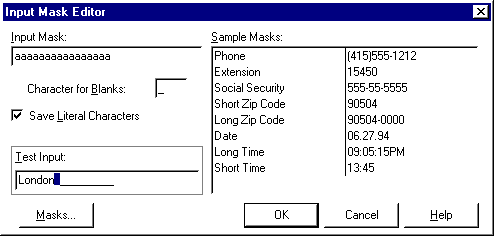 Input Mask Editor
Input Mask:
aaaaaaaaaaaaaaaa
Character for Blanks: _
Save Literal Characters
Test Input:
London__________
Sample Masks:
Phone (415)555-1212
Extension 15450
Social Security 555-55-5555
Short Zip Code 90504
Long Zip Code 90504-0000
Date 06.27.94
Long Time 09:05:15PM
Short Time 13:45
Masks... OK Cancel Help